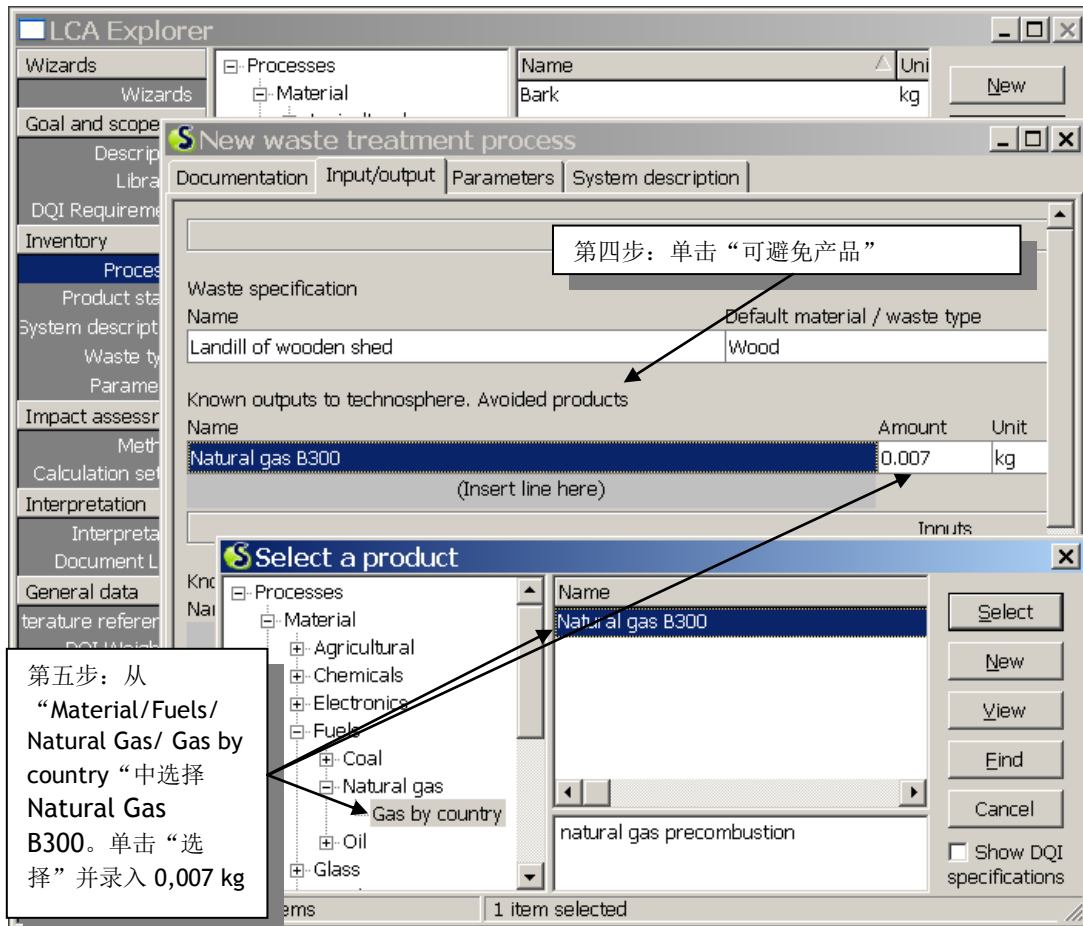 LCA Explorer
Wizards
Wizards
Goal and scope
Descrip
Libra
DQI Requireme
Inventory
Proces
Product sta
System descript
Waste ty
Parame
Impact assessr
Meth
Calculation set
Interpretation
Interpreta
Document L
General data
terature referer
Processes
Material
Name
Uni
Bark
kg
New
New waste treatment process
Documentation
Input/output
Parameters
System description
第四步：单击“可避免产品”
Waste specification
Name
Default material / waste type
Landill of wooden shed
Wood
Known outputs to technosphere. Avoided products
Name
Amount
Unit
Natural gas B300
0.007
kg
(Insert line here)
Inputs
Select a product
Processes
Material
Agricultural
Chemicals
Electronics
Fuels
Coal
Natural gas
Gas by country
Oil
Glass
Name
Natural gas B300
natural gas precombustion
Select
New
View
Find
Cancel
Show DQI
specifications
ems
1 item selected
第五步：从
“Material/Fuels/
Natural Gas/ Gas by
country“中选择
Natural Gas
B300。单击“选
择”并录入 0,007 kg